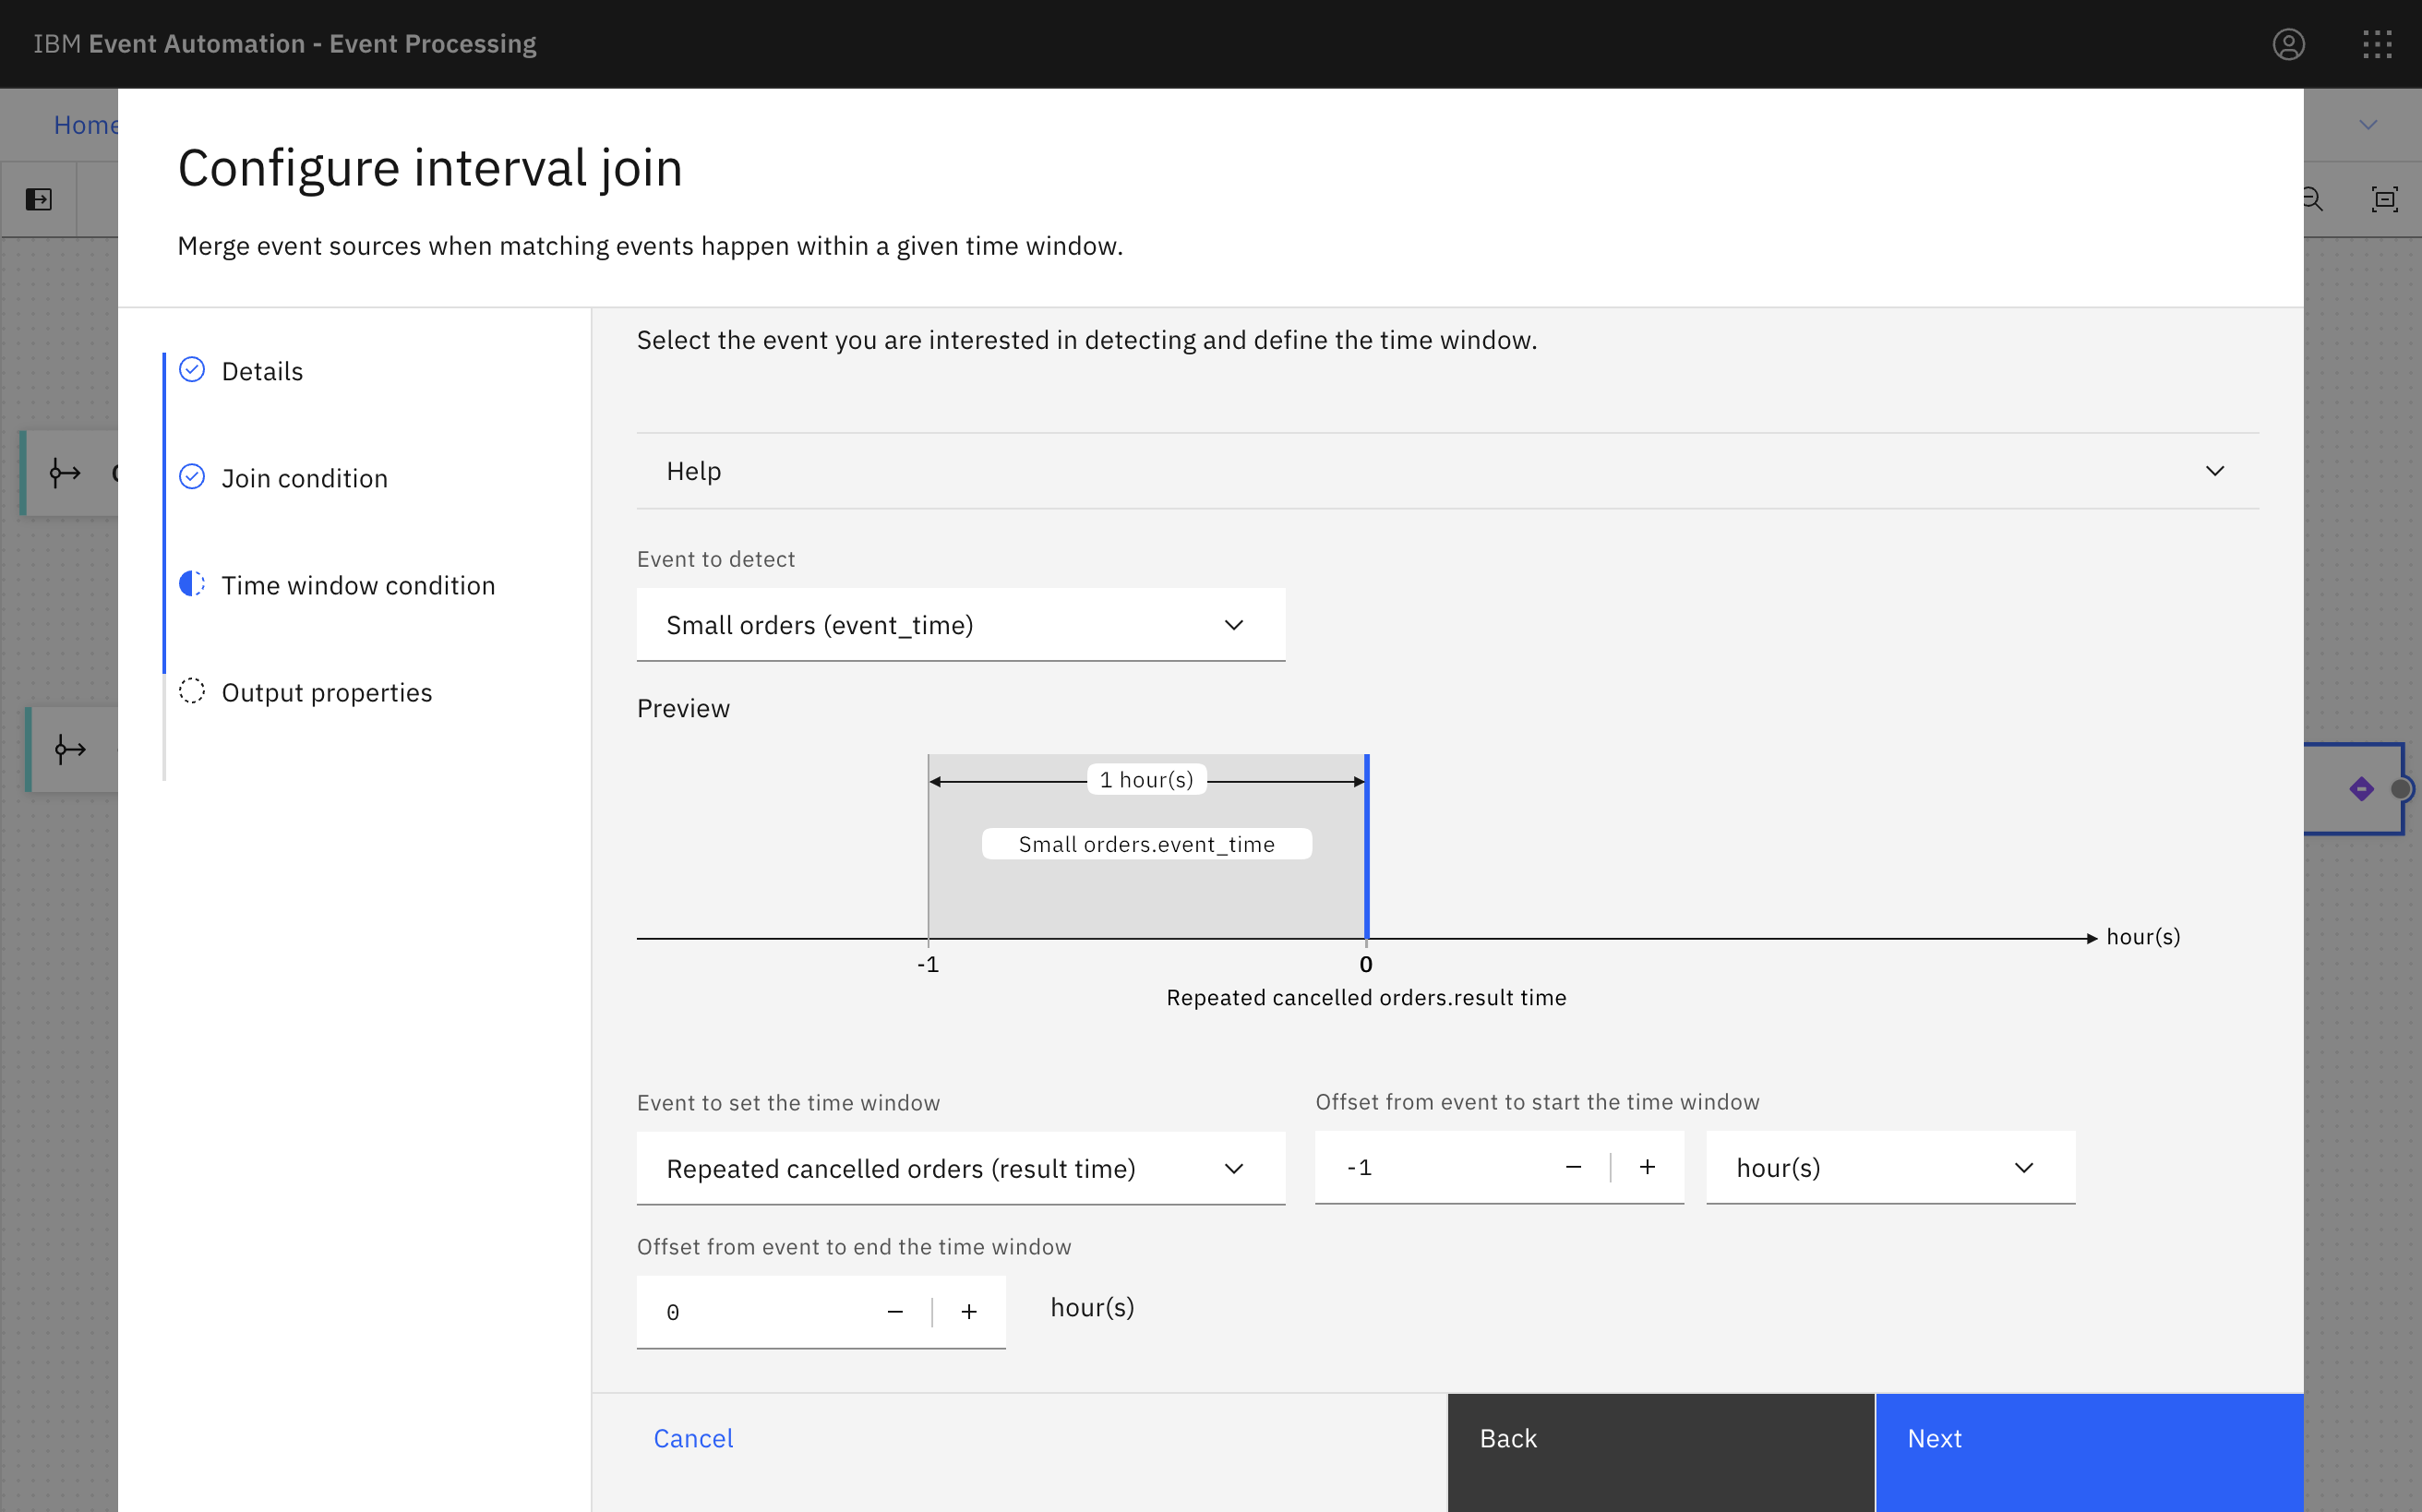 IBM Event Automation - Event Processing
Home
Configure interval join
Merge event sources when matching events happen within a given time window.
Details
Join condition
Time window condition
Output properties
Select the event you are interested in detecting and define the time window.
Help
Event to detect
Small orders (event_time)
Preview
1 hour(s)
Small orders.event_time
hour(s)
-1
0
Repeated cancelled orders.result time
Event to set the time window
Offset from event to start the time window
Repeated cancelled orders (result time)
-1
hour(s)
Offset from event to end the time window
0
hour(s)
Cancel
Back
Next